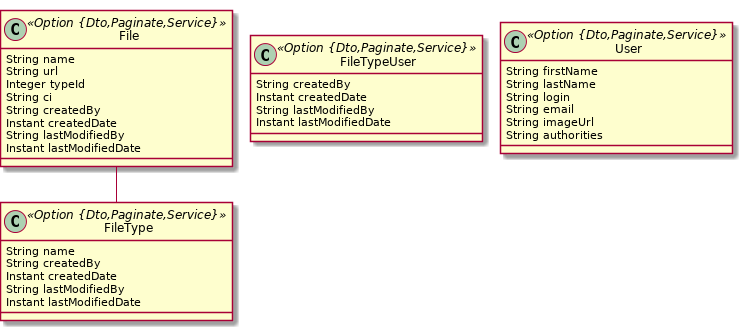 C
«Option {Dto,Paginate,Service}»
File
String name
String url
Integer typeId
String ci
String createdBy
Instant createdDate
String lastModifiedBy
Instant lastModifiedDate
C
«Option {Dto,Paginate,Service}»
FileTypeUser
String createdBy
Instant createdDate
String lastModifiedBy
Instant lastModifiedDate
C
«Option {Dto,Paginate,Service}»
User
String firstName
String lastName
String login
String email
String imageUrl
String authorities
C
«Option {Dto,Paginate,Service}»
FileType
String name
String createdBy
Instant createdDate
String lastModifiedBy
Instant lastModifiedDate